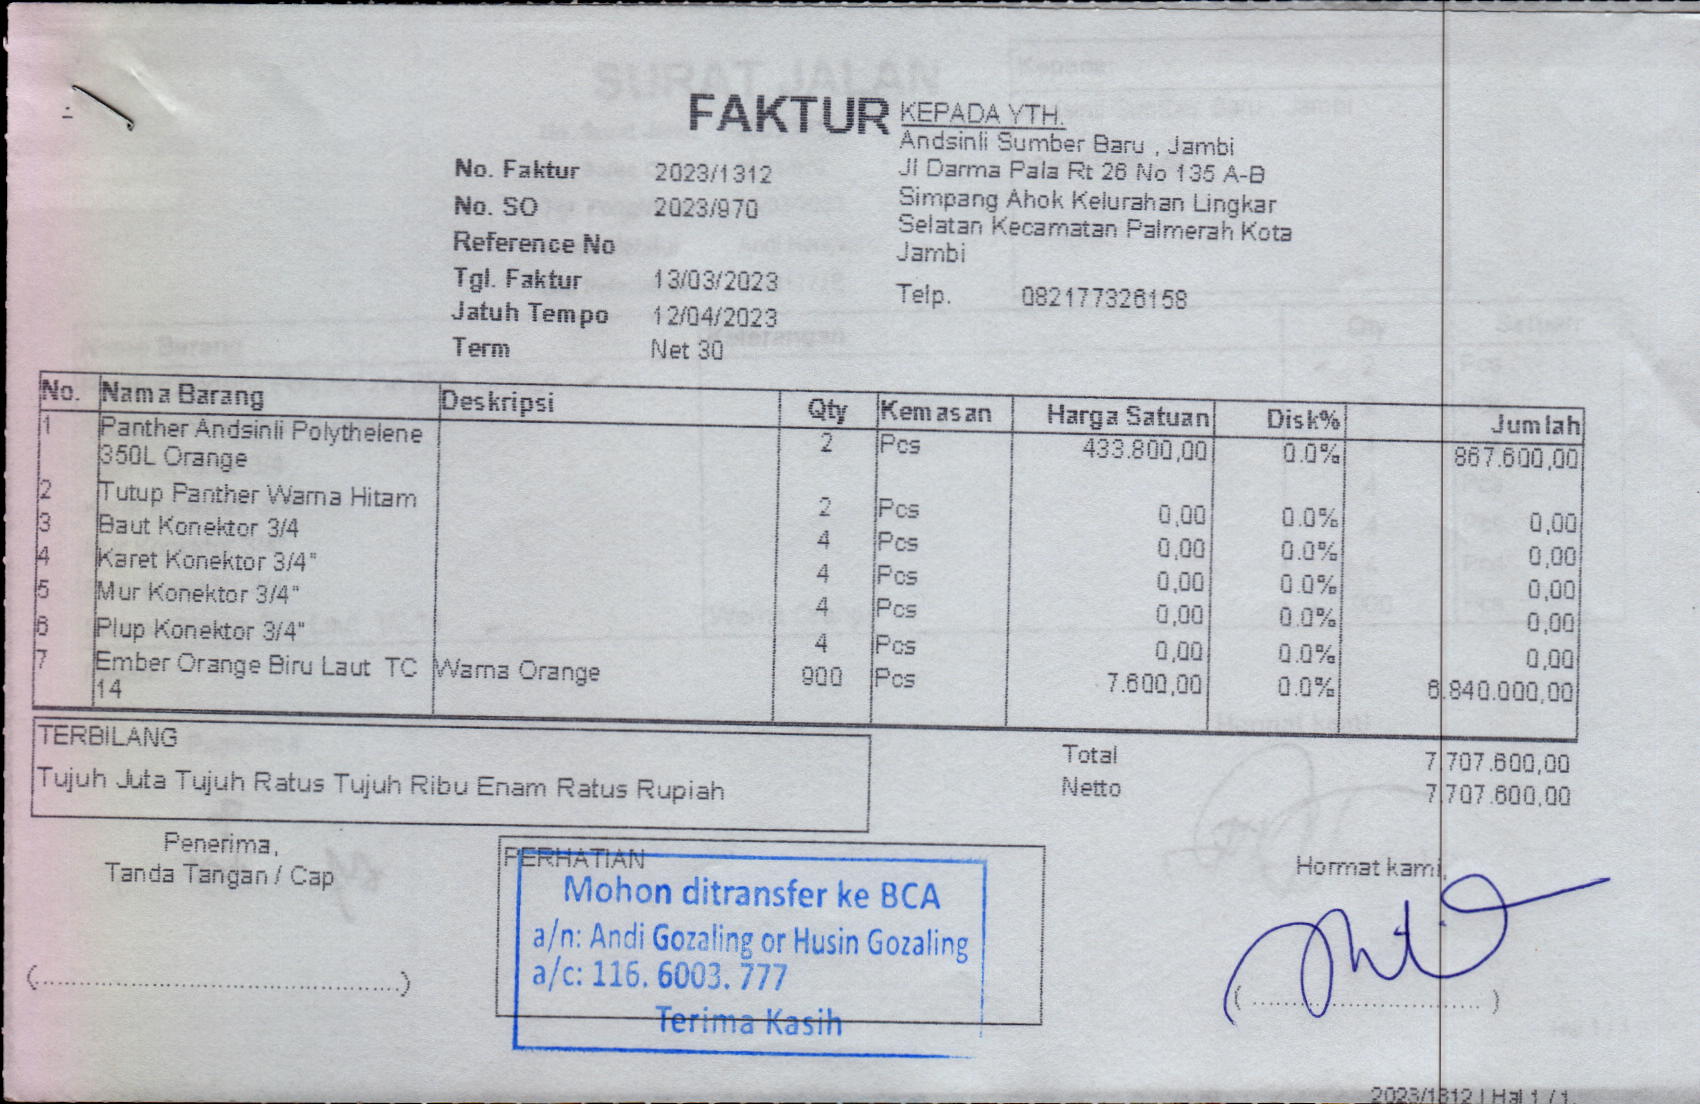 FAKTUR
KEPADA YTH.
Andsinli Sumber Baru , Jambi
Jl Darma Pala Rt 26 No 135 A-B
Simpang Ahok Kelurahan Lingkar
Selatan Kecamatan Palmerah Kota
Jambi
Telp. 082177326158
No. Faktur 2023/1312
No. SO 2023/970
Reference No
Tgl. Faktur 13/03/2023
Jatuh Tempo 12/04/2023
Term Net 30
No. Nama Barang Deskripsi Qty Kemasan Harga Satuan Disk% Jumlah
1 Panther Andsinli Polythelene 2 Pcs 433.800,00 0.0% 867.600,00
350L Orange
2 Tutup Panther Warna Hitam 2 Pcs 0,00 0.0% 0,00
3 Baut Konektor 3/4 4 Pcs 0,00 0.0% 0,00
4 Karet Konektor 3/4" 4 Pcs 0,00 0.0% 0,00
5 Mur Konektor 3/4" 4 Pcs 0,00 0.0% 0,00
6 Plup Konektor 3/4" 4 Pcs 0,00 0.0% 0,00
7 Ember Orange Biru Laut TC Warna Orange 900 Pcs 7.600,00 0.0% 6.840.000,00
14
TERBILANG
Tujuh Juta Tujuh Ratus Tujuh Ribu Enam Ratus Rupiah
Total 7.707.600,00
Netto 7.707.600,00
Penerima,
Tanda Tangan / Cap
PERHATIAN
Mohon ditransfer ke BCA
a/n: Andi Gozaling or Husin Gozaling
a/c: 116. 6003. 777
Terima Kasih
Hormat kami,
2023/1312 | Hal 1 / 1
SURAT JALAN